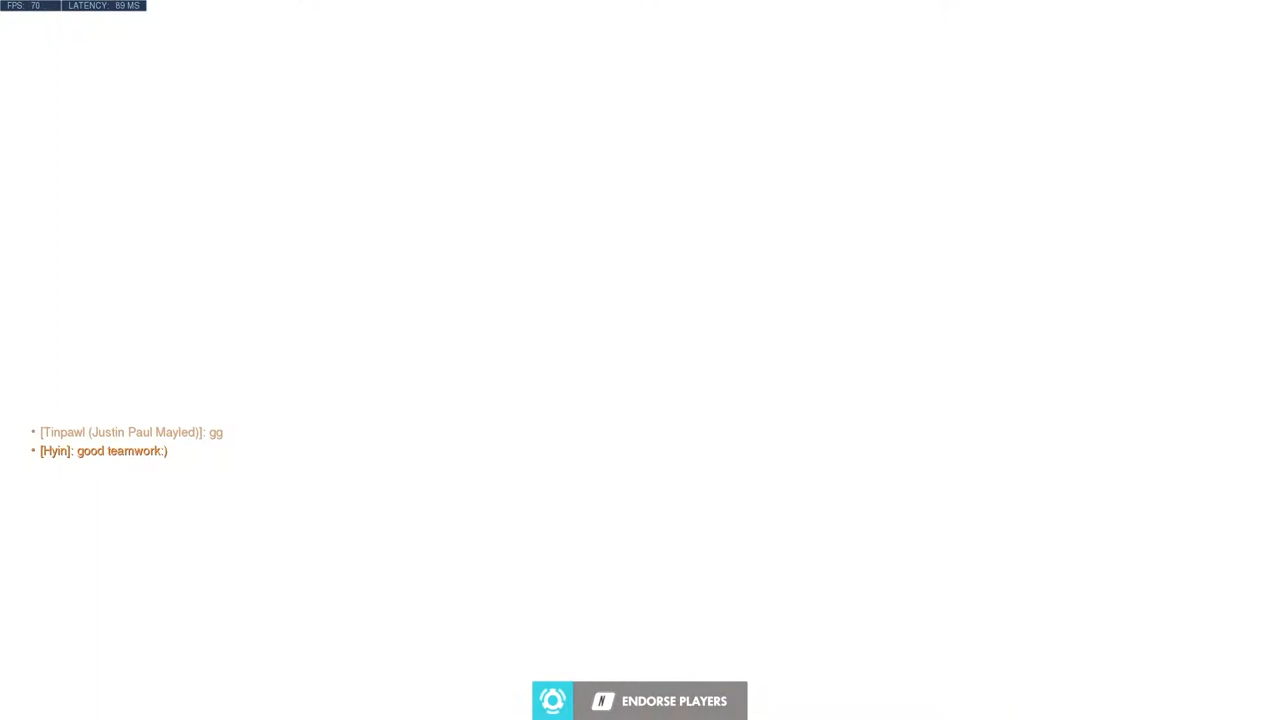 FPS: 70 LATENCY: 89 MS
• [Tinpawl (Justin Paul Mayled)]: gg
• [Hyin]: good teamwork:)
N ENDORSE PLAYERS